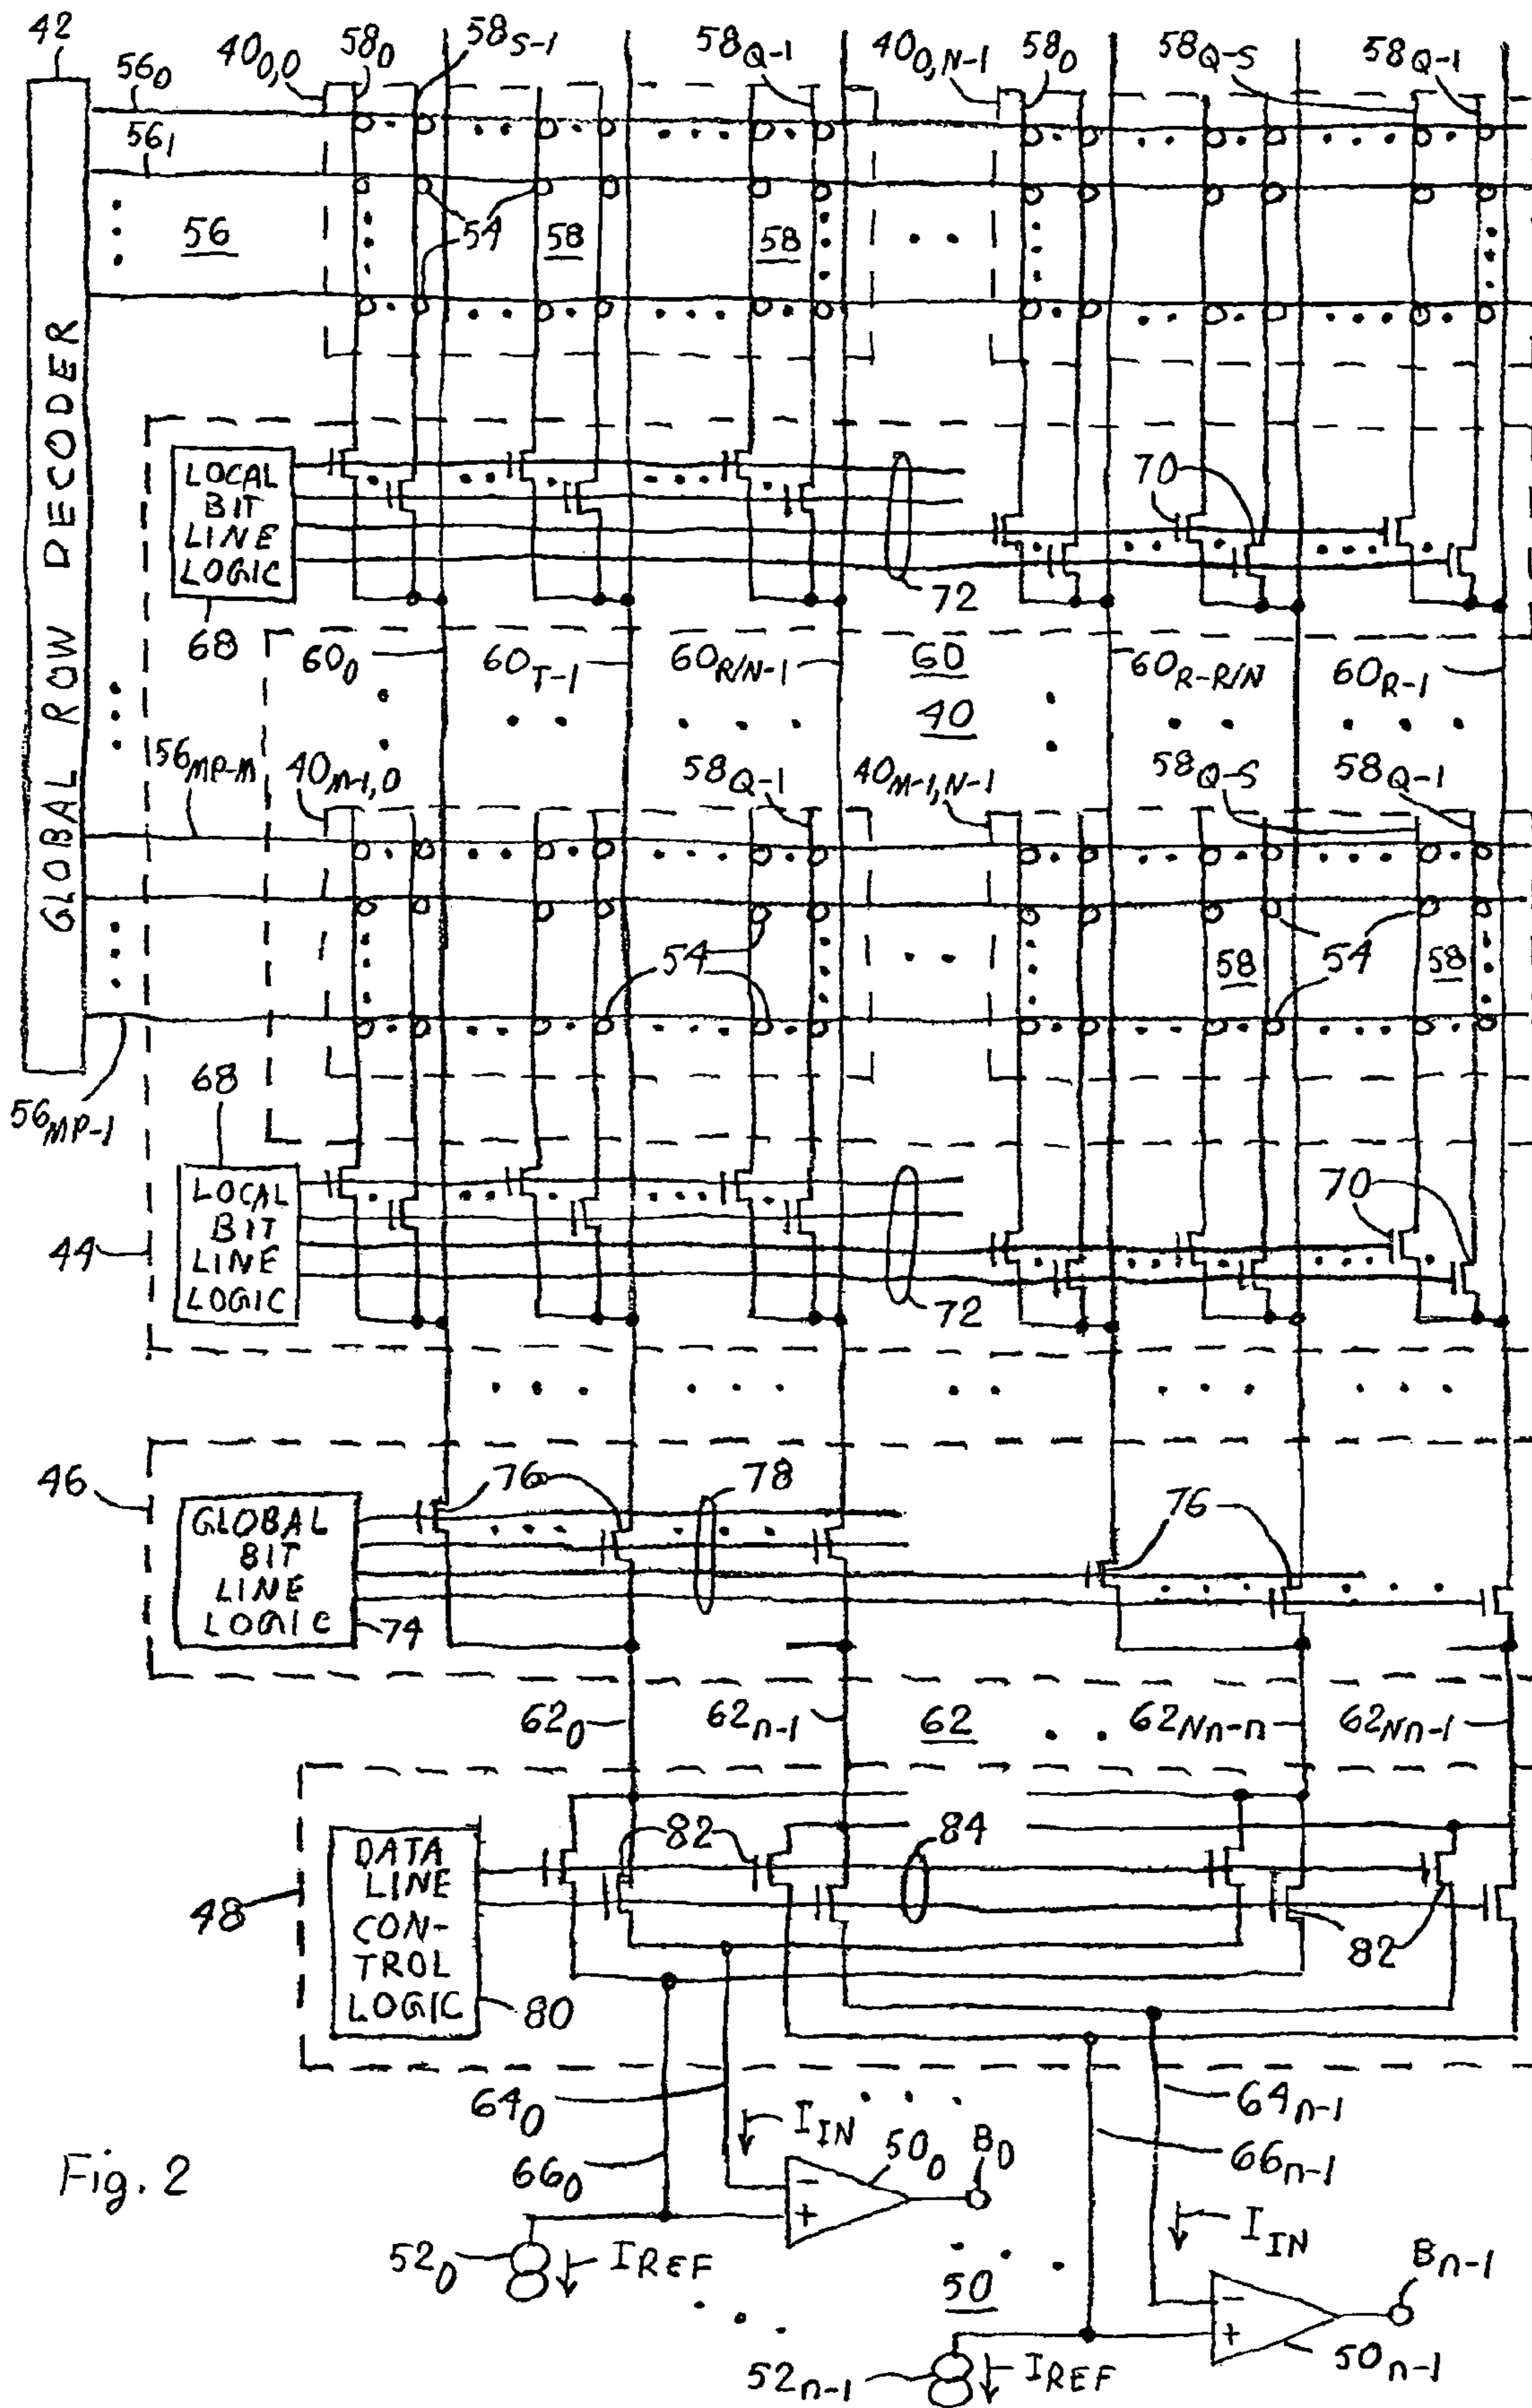 42
56₀
40₀,₀
58₀
58S-1
58Q-1
40₀,N-1
58₀
58Q-S
58Q-1
56₁
56
54
58
58
GLOBAL ROW DECODER
LOCAL
BIT
LINE
LOGIC
70
72
68
60₀
60T-1
60R/N-1
60
60R-R/N
60R-1
40
56MP-M
40M-1,0
58Q-1
40M-1,N-1
58Q-S
58Q-1
54
58
54
58
56MP-1
68
LOCAL
BIT
LINE
LOGIC
70
44
72
46
76
78
76
GLOBAL
BIT
LINE
LOGIC
74
62₀
62n-1
62
62Nn-n
62Nn-1
82
84
DATA
LINE
CON-
TROL
LOGIC
48
82
80
64₀
IIN
50₀
B₀
64n-1
66₀
66n-1
Fig. 2
−
+
52₀
IREF
IIN
50
Bn-1
−
+
52n-1
IREF
50n-1